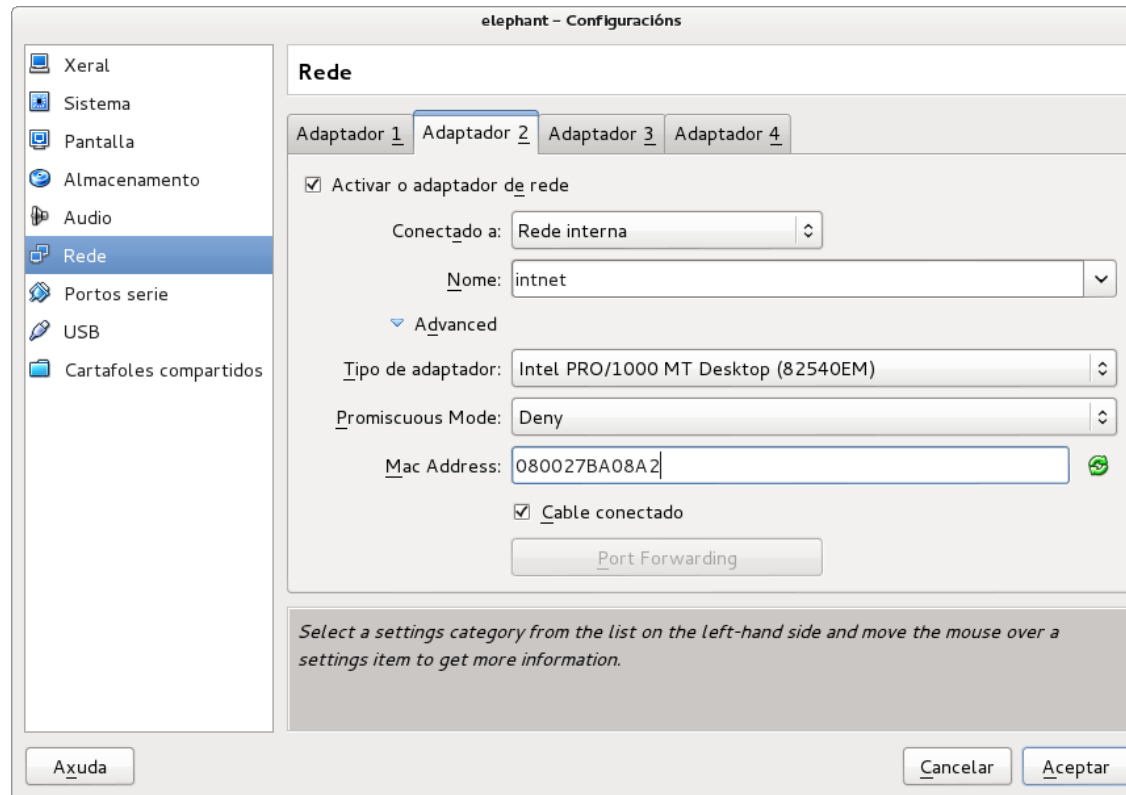 elephant – Configuracións
Xeral
Sistema
Pantalla
Almacenamento
Audio
Rede
Portos serie
USB
Cartafoles compartidos
Rede
Adaptador 1 Adaptador 2 Adaptador 3 Adaptador 4
Activar o adaptador de rede
Conectado a: Rede interna
Nome: intnet
Advanced
Tipo de adaptador: Intel PRO/1000 MT Desktop (82540EM)
Promiscuous Mode: Deny
Mac Address: 080027BA08A2
Cable conectado
Port Forwarding
Select a settings category from the list on the left-hand side and move the mouse over a
settings item to get more information.
Axuda Cancelar Aceptar